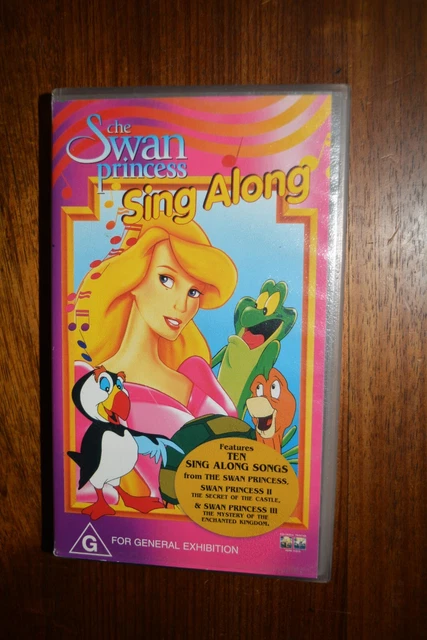 the
Swan
princess
Sing Along
Features
TEN
SING ALONG SONGS
from THE SWAN PRINCESS,
SWAN PRINCESS II
THE SECRET OF THE CASTLE,
& SWAN PRINCESS III
THE MYSTERY OF THE
ENCHANTED KINGDOM.
G
FOR GENERAL EXHIBITION